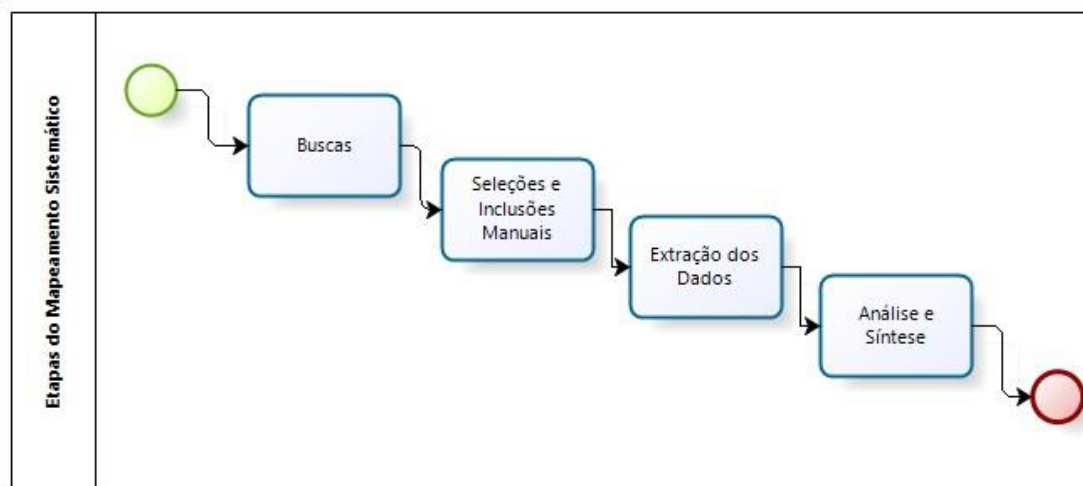 Etapas do Mapeamento Sistemático
Buscas
Seleções e
Inclusões
Manuais
Extração dos
Dados
Análise e
Síntese